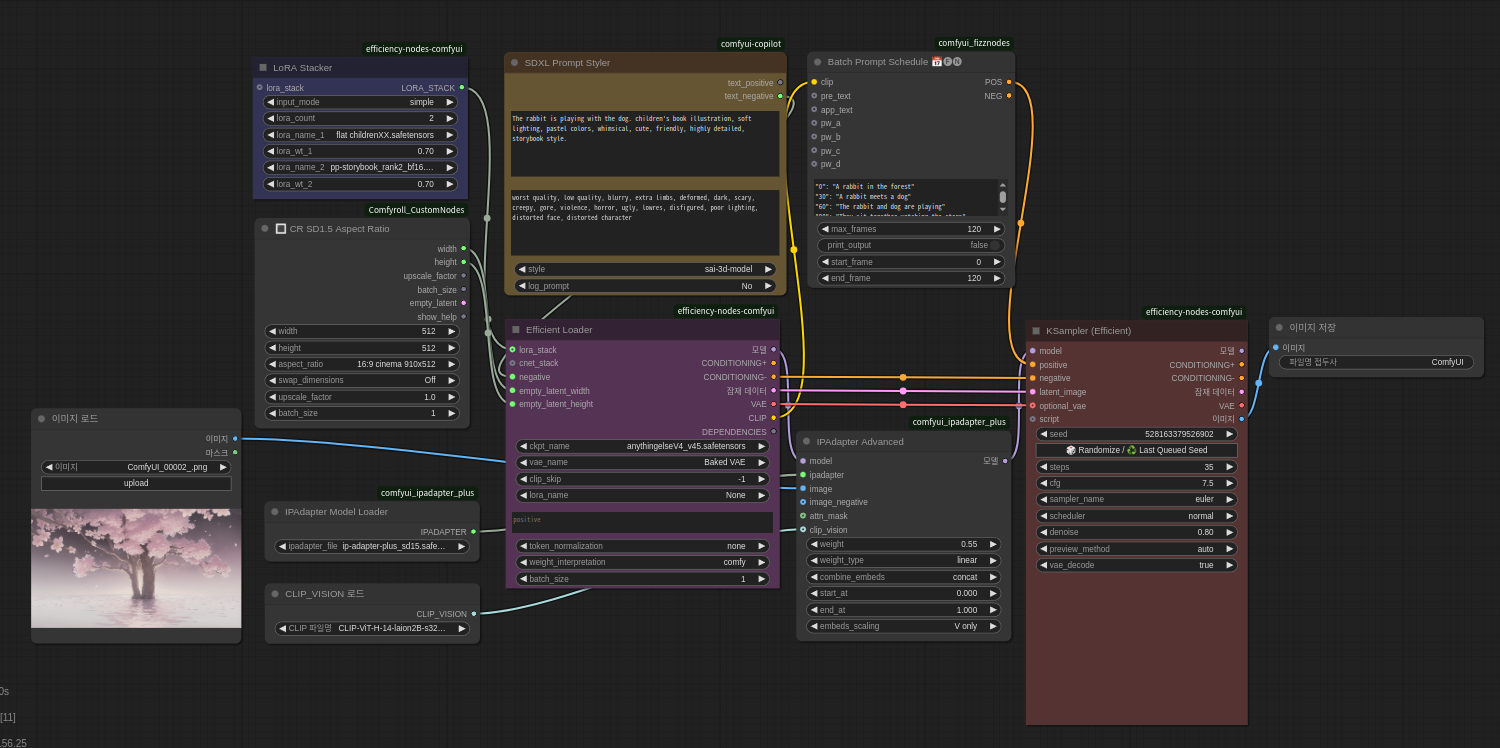 efficiency-nodes-comfyui
LoRA Stacker
lora_stack LORA_STACK
input_mode simple
lora_count 2
lora_name_1 flat childrenXX.safetensors
lora_wt_1 0.70
lora_name_2 pp-storybook_rank2_bf16....
lora_wt_2 0.70
Comfyroll_CustomNodes
CR SD1.5 Aspect Ratio
width
height
upscale_factor
batch_size
empty_latent
show_help
width 512
height 512
aspect_ratio 16:9 cinema 910x512
swap_dimensions Off
upscale_factor 1.0
batch_size 1
이미지 로드
이미지
마스크
이미지 ComfyUI_00002_.png
upload
comfyui_ipadapter_plus
IPAdapter Model Loader
IPADAPTER
ipadapter_file ip-adapter-plus_sd15.safe...
CLIP_VISION 로드
CLIP_VISION
CLIP 파일명 CLIP-ViT-H-14-laion2B-s32...
comfyui-copilot
SDXL Prompt Styler
text_positive
text_negative
The rabbit is playing with the dog. children's book illustration, soft
lighting, pastel colors, whimsical, cute, friendly, highly detailed,
storybook style.
worst quality, low quality, blurry, extra limbs, deformed, dark, scary,
creepy, gore, violence, horror, ugly, lowres, disfigured, poor lighting,
distorted face, distorted character
style sai-3d-model
log_prompt No
efficiency-nodes-comfyui
Efficient Loader
lora_stack 모델
cnet_stack CONDITIONING+
negative CONDITIONING-
empty_latent_width 잠재 데이터
empty_latent_height VAE
CLIP
DEPENDENCIES
ckpt_name anythingelseV4_v45.safetensors
vae_name Baked VAE
clip_skip -1
lora_name None
positive
token_normalization none
weight_interpretation comfy
batch_size 1
comfyui_fizznodes
Batch Prompt Schedule 📅🅕🅝
clip POS
pre_text NEG
app_text
pw_a
pw_b
pw_c
pw_d
"0": "A rabbit in the forest"
"30": "A rabbit meets a dog"
"60": "The rabbit and dog are playing"
max_frames 120
print_output false
start_frame 0
end_frame 120
comfyui_ipadapter_plus
IPAdapter Advanced
model 모델
ipadapter
image
image_negative
attn_mask
clip_vision
weight 0.55
weight_type linear
combine_embeds concat
start_at 0.000
end_at 1.000
embeds_scaling V only
efficiency-nodes-comfyui
KSampler (Efficient)
model 모델
positive CONDITIONING+
negative CONDITIONING-
latent_image 잠재 데이터
optional_vae VAE
script 이미지
seed 528163379526902
🎲 Randomize / ♻️ Last Queued Seed
steps 35
cfg 7.5
sampler_name euler
scheduler normal
denoise 0.80
preview_method auto
vae_decode true
이미지 저장
이미지
파일명 접두사 ComfyUI
0s
[11]
156.25